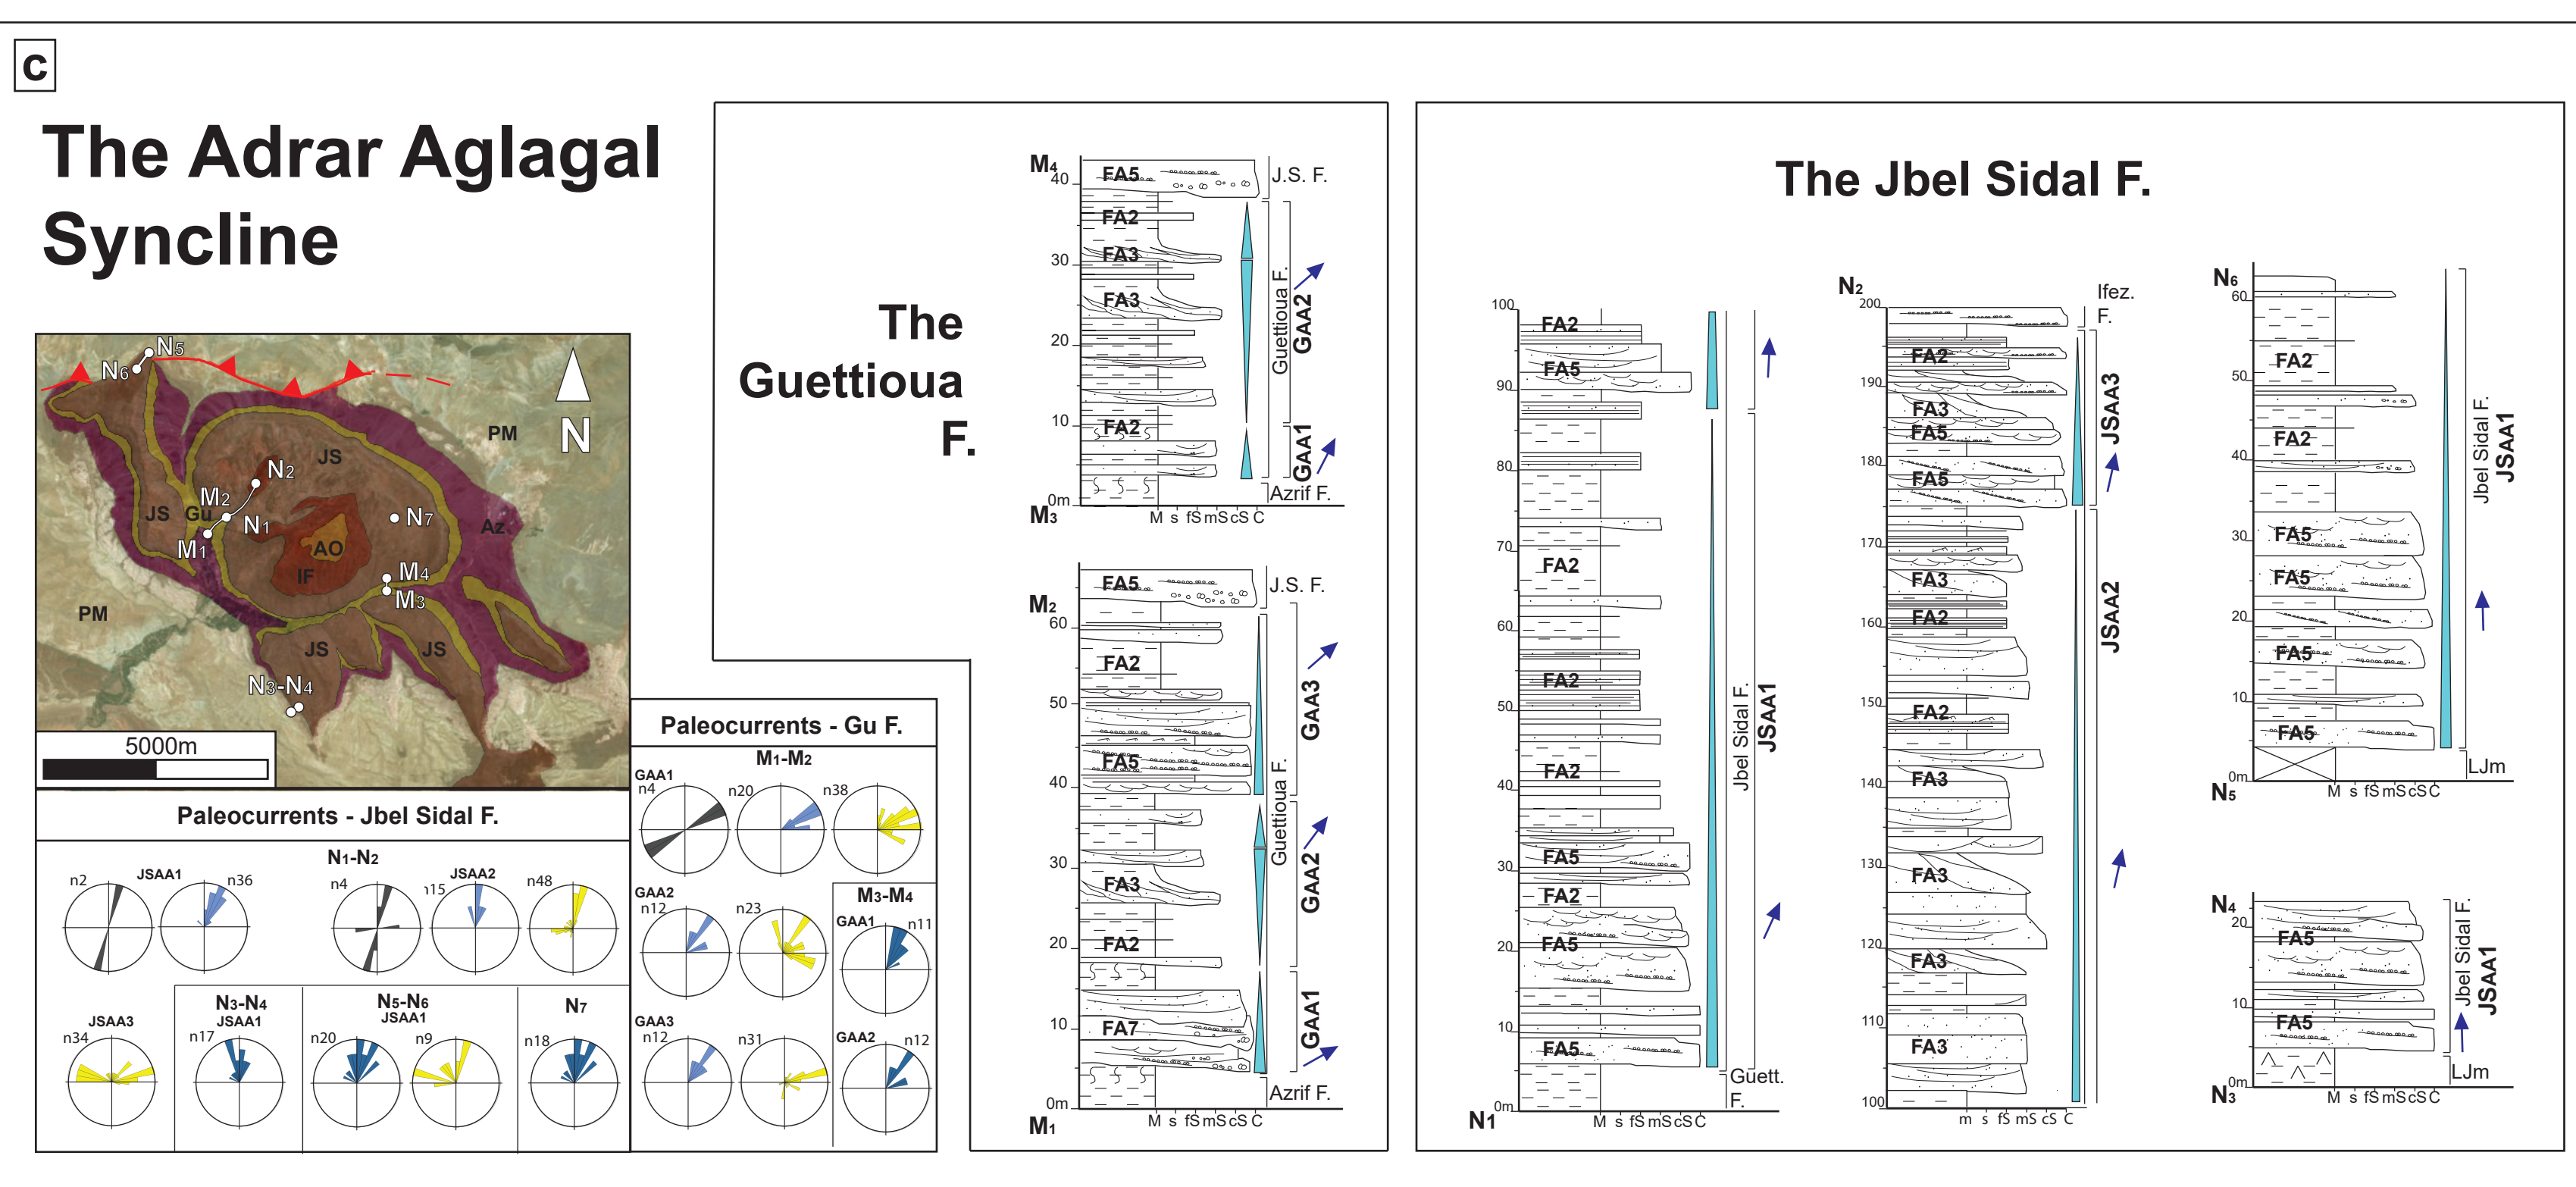 c
The Adrar Aglagal
Syncline
N5
N6
PM
N
JS
N2
M2
JS Gu
N1
N7
Az
M1
AO
IF
M4
M3
PM
JS
JS
N3-N4
5000m
Paleocurrents - Jbel Sidal F.
N1-N2
n2
JSAA1
n36
n4
JSAA2
n48
JSAA3
n34
N3-N4
JSAA1
n17
N5-N6
JSAA1
n20
n9
N7
n18
Paleocurrents - Gu F.
M1-M2
GAA1
n4
n20
n38
GAA2
n12
n23
M3-M4
GAA1
n11
GAA3
n12
n31
GAA2
n12
The
Guettioua
F.
M4
40
FA5
J.S. F.
FA2
FA3
30
FA3
Guettioua F.
GAA2
20
10
FA2
GAA1
0m
Azrif F.
M3
M s fS mS cS C
FA5
J.S. F.
M2
60
FA2
GAA3
50
FA5
40
Guettioua F.
30
FA3
GAA2
20
FA2
GAA1
10
FA7
0m
Azrif F.
M1
M s fS mS cS C
The Jbel Sidal F.
100
FA2
FA5
90
80
70
FA2
60
FA2
50
Jbel Sidal F.
JSAA1
FA2
40
30
FA5
FA2
20
FA5
10
FA5
Guett.
F.
0m
N1
M s fS mS cS C
N2
200
Ifez.
F.
FA2
190
FA3
JSAA3
FA5
180
FA5
170
FA3
FA2
160
JSAA2
150
FA2
140
FA3
130
FA3
120
FA3
110
FA3
100
m s fS mS cS C
N6
60
FA2
50
FA2
40
Jbel Sidal F.
JSAA1
30
FA5
FA5
20
FA5
10
FA5
0m
LJm
N5
M s fS mS cS C
N4
20
FA5
Jbel Sidal F.
JSAA1
10
FA5
0m
LJm
N3
M s fS mS cS C